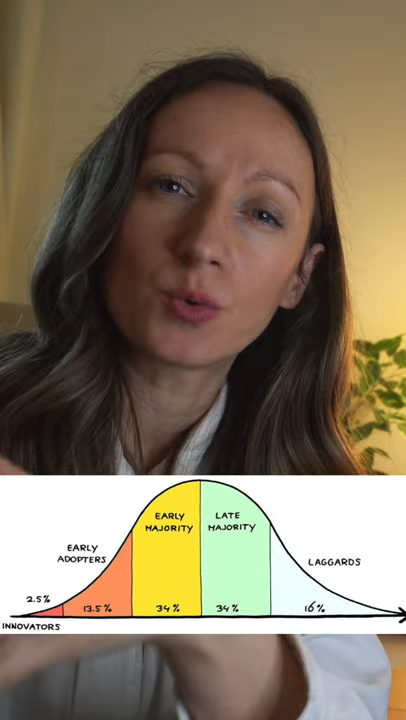 EARLY
MAJORITY
LATE
MAJORITY
EARLY
ADOPTERS
LAGGARDS
2.5%
13.5%
34%
34%
16%
INNOVATORS